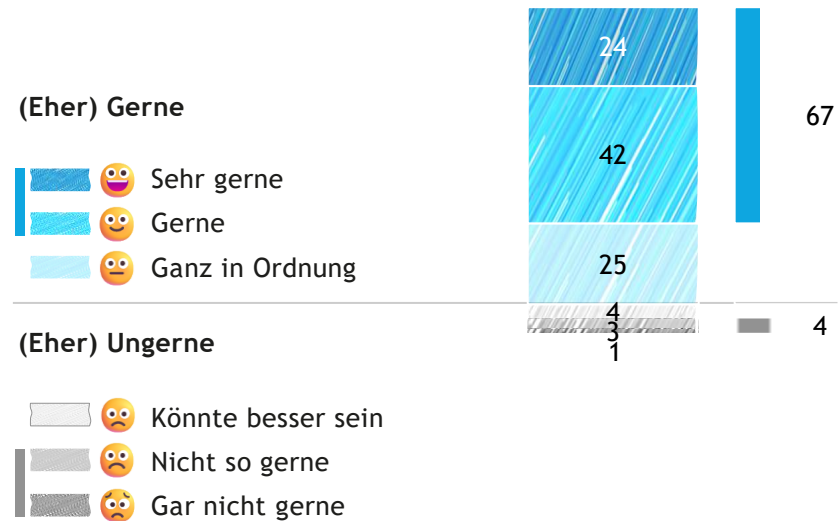 24
(Eher) Gerne
67
42
Sehr gerne
Gerne
Ganz in Ordnung
25
4
3
1
4
(Eher) Ungerne
Könnte besser sein
Nicht so gerne
Gar nicht gerne